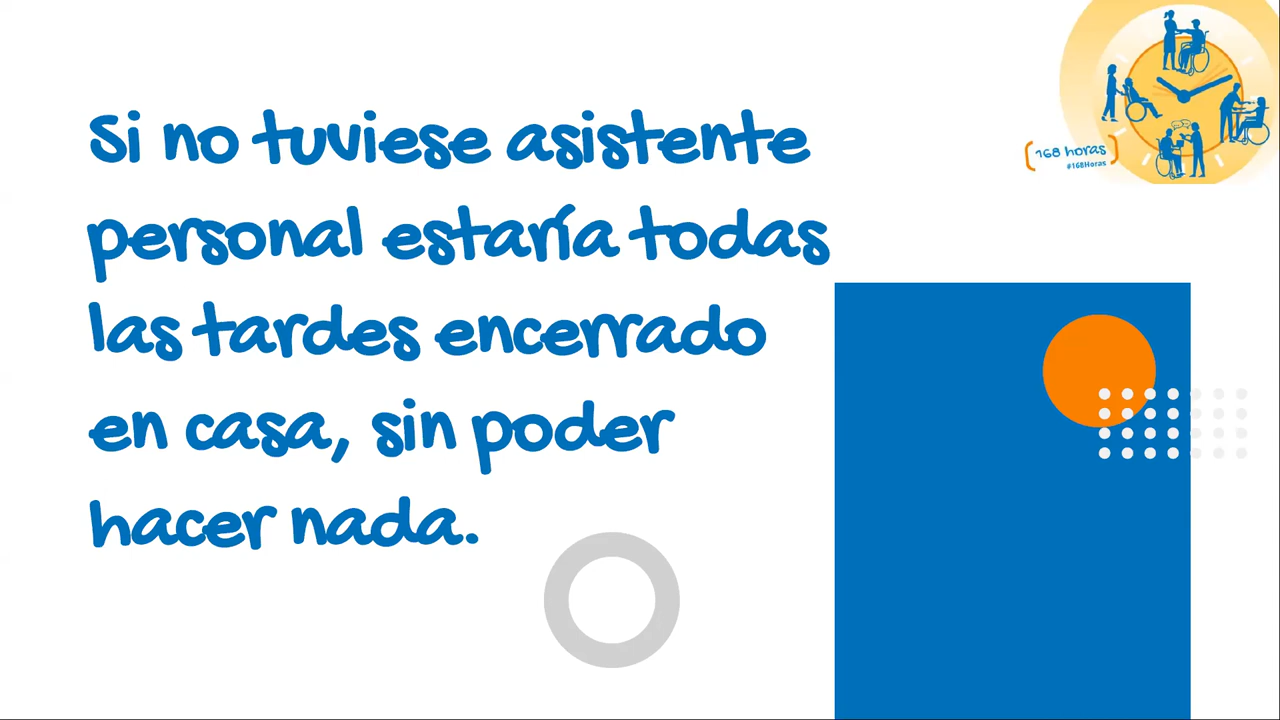 Si no tuviese asistente
personal estaría todas
las tardes encerrado
en casa, sin poder
hacer nada.
168 horas
#168Horas